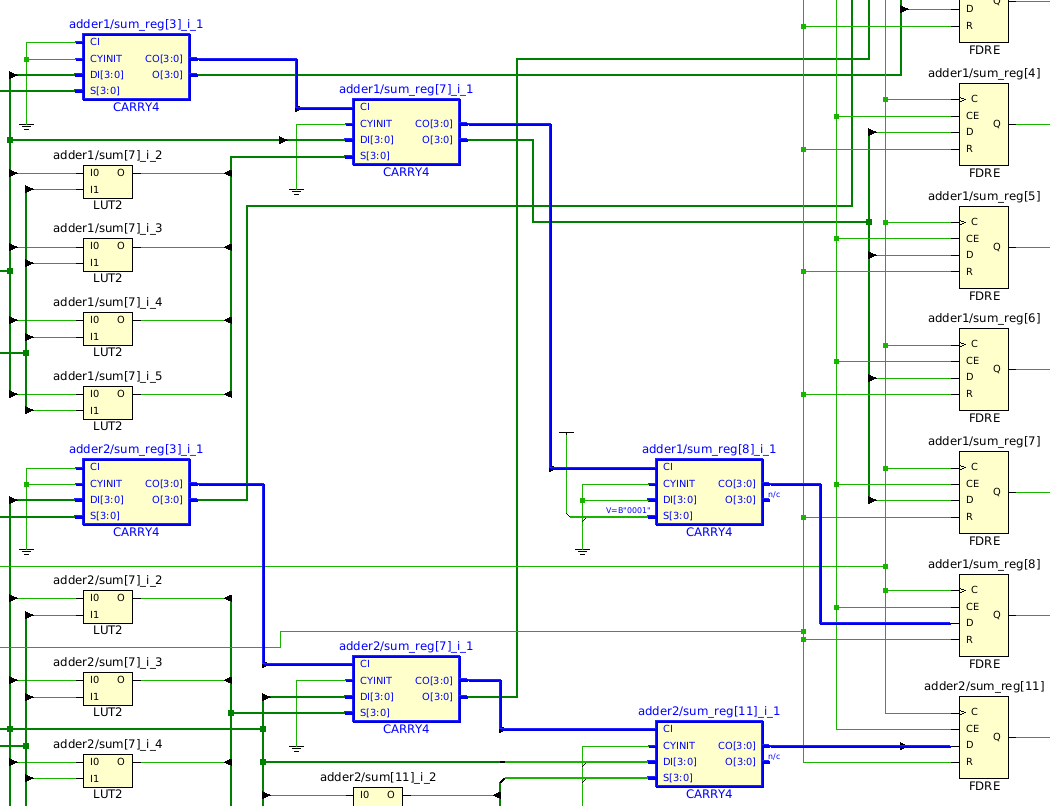 Q
D
R
FDRE
adder1/sum_reg[3]_i_1
CI
CYINIT CO[3:0]
DI[3:0] O[3:0]
S[3:0]
CARRY4
adder1/sum_reg[7]_i_1
CI
CYINIT CO[3:0]
DI[3:0] O[3:0]
S[3:0]
CARRY4
adder1/sum_reg[4]
C
CE
Q
D
R
FDRE
adder1/sum[7]_i_2
I0 O
I1
LUT2
adder1/sum_reg[5]
C
CE
Q
D
R
FDRE
adder1/sum[7]_i_3
I0 O
I1
LUT2
adder1/sum[7]_i_4
I0 O
I1
LUT2
adder1/sum_reg[6]
C
CE
Q
D
R
FDRE
adder1/sum[7]_i_5
I0 O
I1
LUT2
adder2/sum_reg[3]_i_1
CI
CYINIT CO[3:0]
DI[3:0] O[3:0]
S[3:0]
CARRY4
adder1/sum_reg[8]_i_1
CI
CYINIT CO[3:0]
DI[3:0] O[3:0]
n/c
V=B"0001"
S[3:0]
CARRY4
adder1/sum_reg[7]
C
CE
Q
D
R
FDRE
adder2/sum[7]_i_2
I0 O
I1
LUT2
adder1/sum_reg[8]
C
CE
Q
D
R
FDRE
adder2/sum[7]_i_3
I0 O
I1
LUT2
adder2/sum_reg[7]_i_1
CI
CYINIT CO[3:0]
DI[3:0] O[3:0]
S[3:0]
CARRY4
adder2/sum_reg[11]_i_1
CI
CYINIT CO[3:0]
DI[3:0] O[3:0]
n/c
S[3:0]
CARRY4
adder2/sum_reg[11]
C
CE
Q
D
R
FDRE
adder2/sum[7]_i_4
I0 O
I1
LUT2
adder2/sum[11]_i_2
I0 O